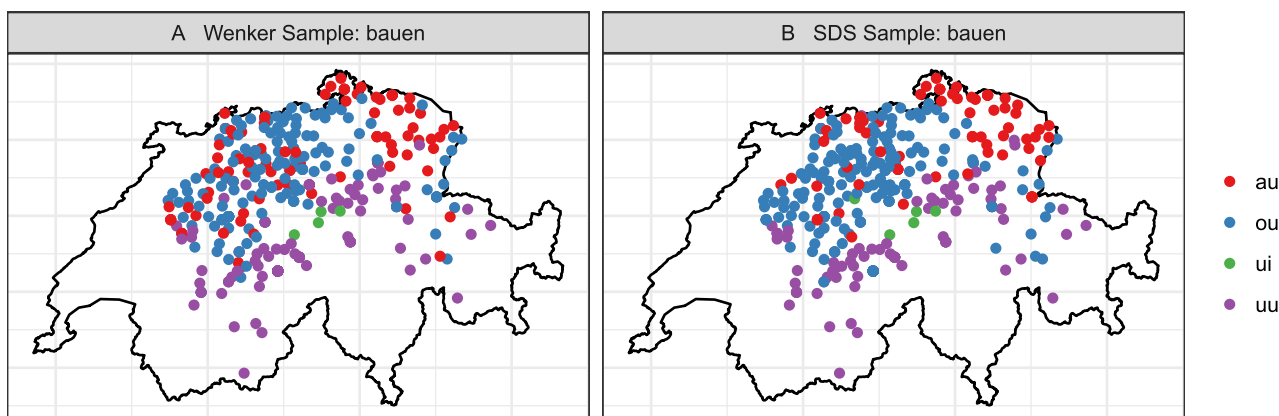 A Wenker Sample: bauen
B SDS Sample: bauen
au
ou
ui
uu